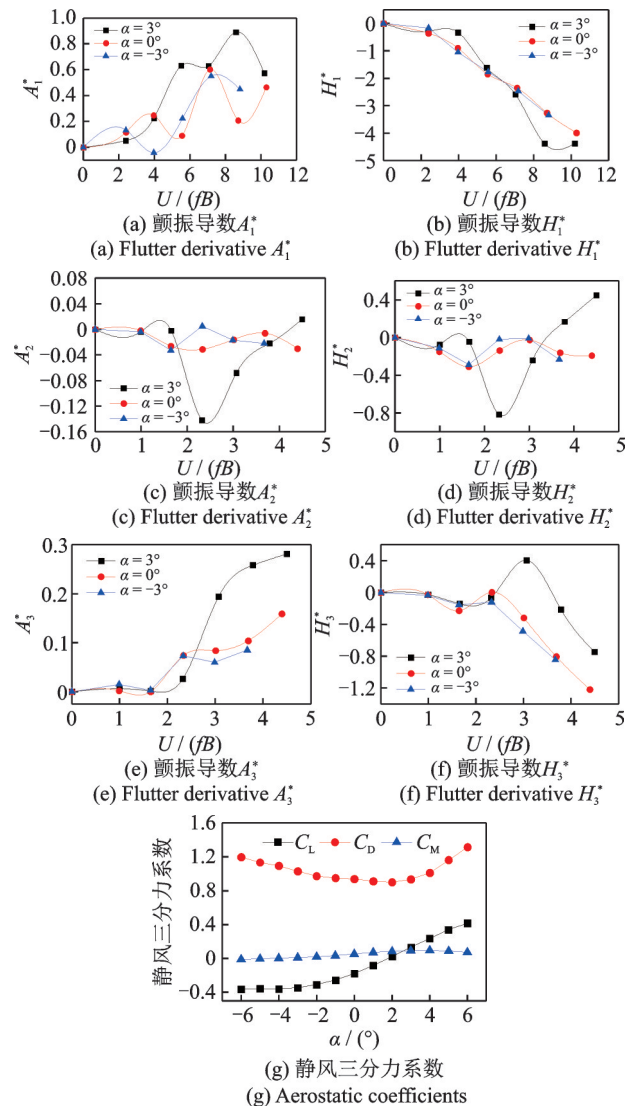 1.0
0.8
0.6
0.4
0.2
0
A₁*
α = 3°
α = 0°
α = −3°
0 2 4 6 8 10 12
U / (fB)
(a) 颤振导数A₁*
(a) Flutter derivative A₁*
0
−1
−2
−3
−4
−5
H₁*
α = 3°
α = 0°
α = −3°
0 2 4 6 8 10 12
U / (fB)
(b) 颤振导数H₁*
(b) Flutter derivative H₁*
0.08
0.04
0.00
−0.04
−0.08
−0.12
−0.16
A₂*
α = 3°
α = 0°
α = −3°
0 1 2 3 4 5
U / (fB)
(c) 颤振导数A₂*
(c) Flutter derivative A₂*
0.4
0.0
−0.4
−0.8
H₂*
α = 3°
α = 0°
α = −3°
0 1 2 3 4 5
U / (fB)
(d) 颤振导数H₂*
(d) Flutter derivative H₂*
0.3
0.2
0.1
0
A₃*
α = 3°
α = 0°
α = −3°
0 1 2 3 4 5
U / (fB)
(e) 颤振导数A₃*
(e) Flutter derivative A₃*
0.4
0.0
−0.4
−0.8
−1.2
H₃*
α = 3°
α = 0°
α = −3°
0 1 2 3 4 5
U / (fB)
(f) 颤振导数H₃*
(f) Flutter derivative H₃*
1.6
1.2
0.8
0.4
0
−0.4
静风三分力系数
C_L C_D C_M
−6 −4 −2 0 2 4 6
α / (°)
(g) 静风三分力系数
(g) Aerostatic coefficients